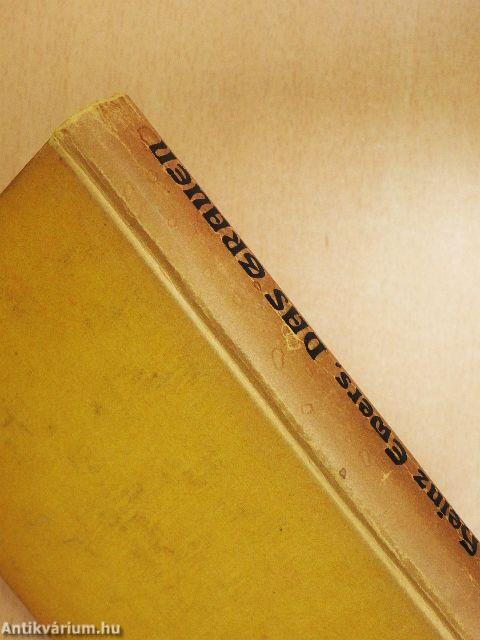 Heinz Ewers, DAS GRAUEN
Antikvárium.hu